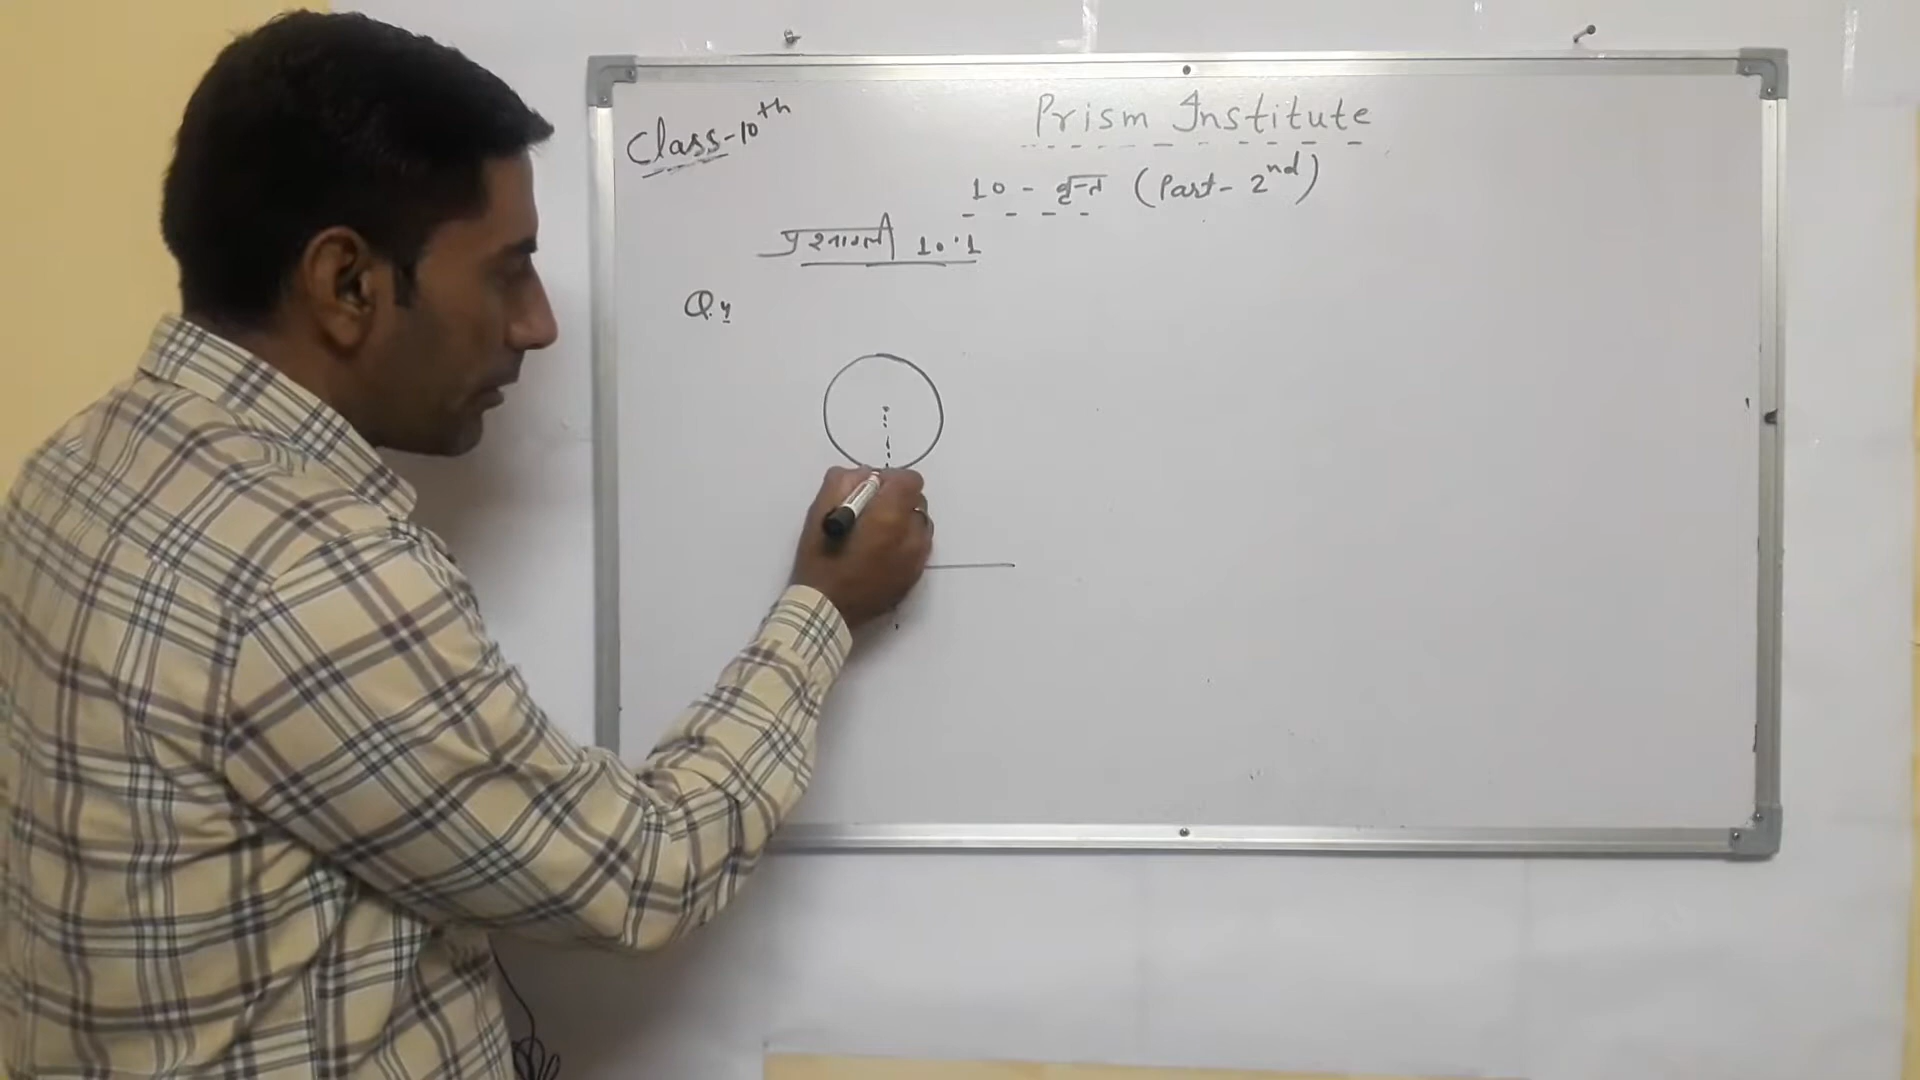 Class-10th
Prism Institute
10 - वृत्त (Part-2nd)
प्रश्नावली 10.1
Q.4